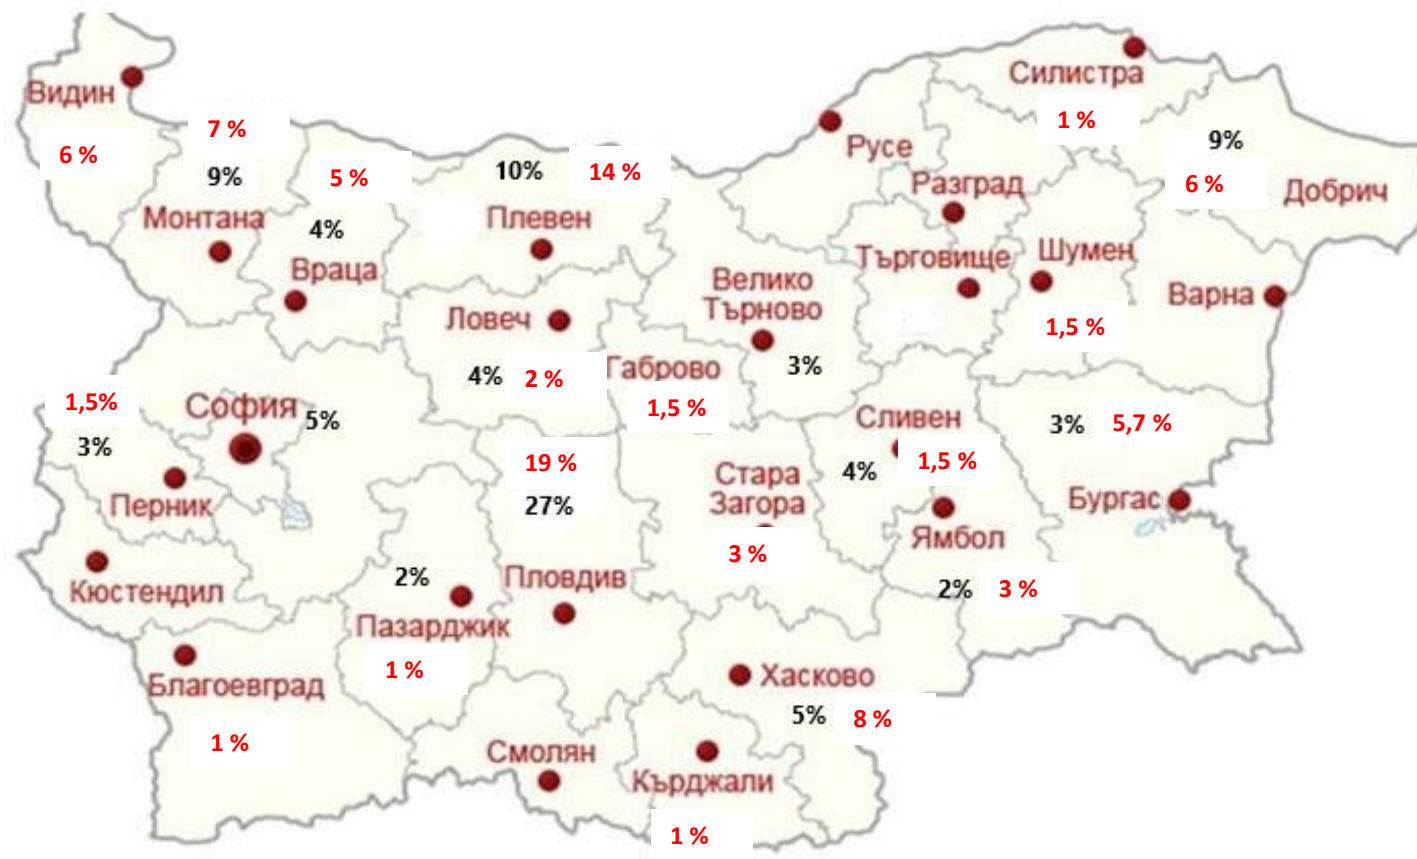 Силистра
Видин
1 %
7 %
6 %
Русе
9%
10%
14 %
5 %
9%
6 %
Разград
Добрич
Монтана
4%
Плевен
Враца
Велико
Търново
Търговище
Шумен
Варна
Ловеч
1,5 %
4%
2 %
Габрово
3%
1,5%
София
5%
1,5 %
Сливен
3%
5,7 %
3%
19 %
27%
Стара
Загора
4%
1,5 %
Перник
Бургас
Ямбол
3 %
Кюстендил
2%
Пловдив
2%
3 %
Пазарджик
1 %
Благоевград
Хасково
5%
8 %
1 %
Смолян
Кърджали
1 %